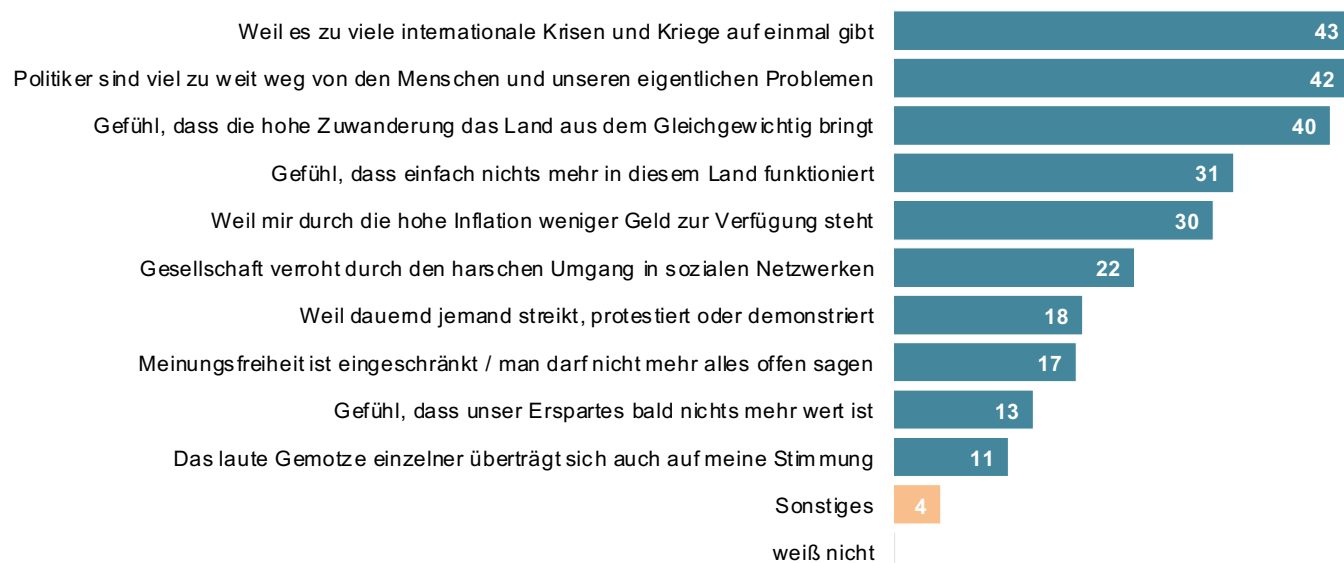 Weil es zu viele internationale Krisen und Kriege auf einmal gibt 43
Politiker sind viel zu weit weg von den Menschen und unseren eigentlichen Problemen 42
Gefühl, dass die hohe Zuwanderung das Land aus dem Gleichgewichtig bringt 40
Gefühl, dass einfach nichts mehr in diesem Land funktioniert 31
Weil mir durch die hohe Inflation weniger Geld zur Verfügung steht 30
Gesellschaft verroht durch den harschen Umgang in sozialen Netzwerken 22
Weil dauernd jemand streikt, protestiert oder demonstriert 18
Meinungsfreiheit ist eingeschränkt / man darf nicht mehr alles offen sagen 17
Gefühl, dass unser Erspartes bald nichts mehr wert ist 13
Das laute Gemotze einzelner überträgt sich auch auf meine Stimmung 11
Sonstiges 4
weiß nicht